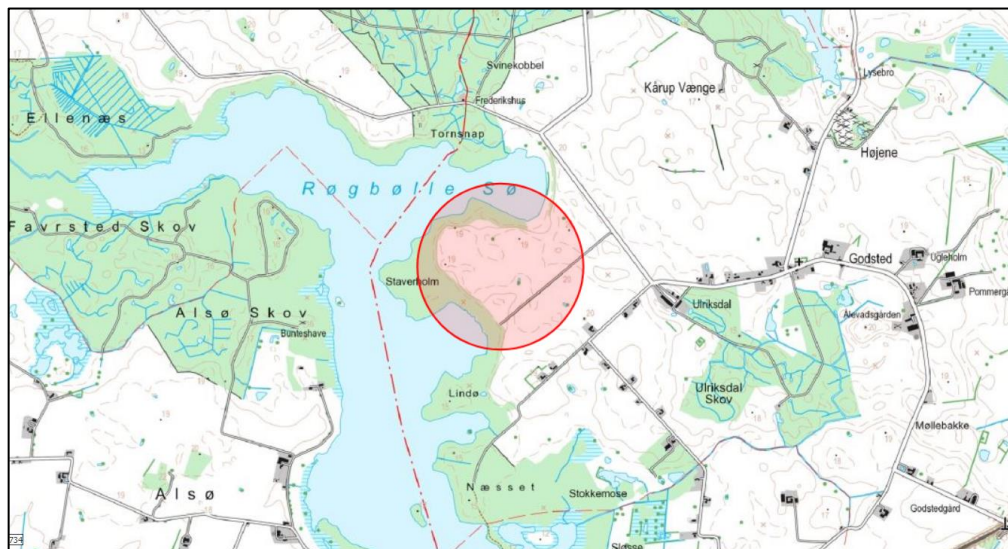 Svinekobbel
Lysebro
Kårup Vænge
Frederikshus
Ellenæs
Tornsnap
Højene
Røgbølle Sø
Favrsted Skov
Godsted
Ugleholm
Staverholm
Pommerga
Ulriksdal
Alsø Skov
Ålevadsgården
Bunteshave
Ulriksdal
Skov
Lindø
Møllebakke
Næsset
Stokkemose
Alsø
Godstedgård
734